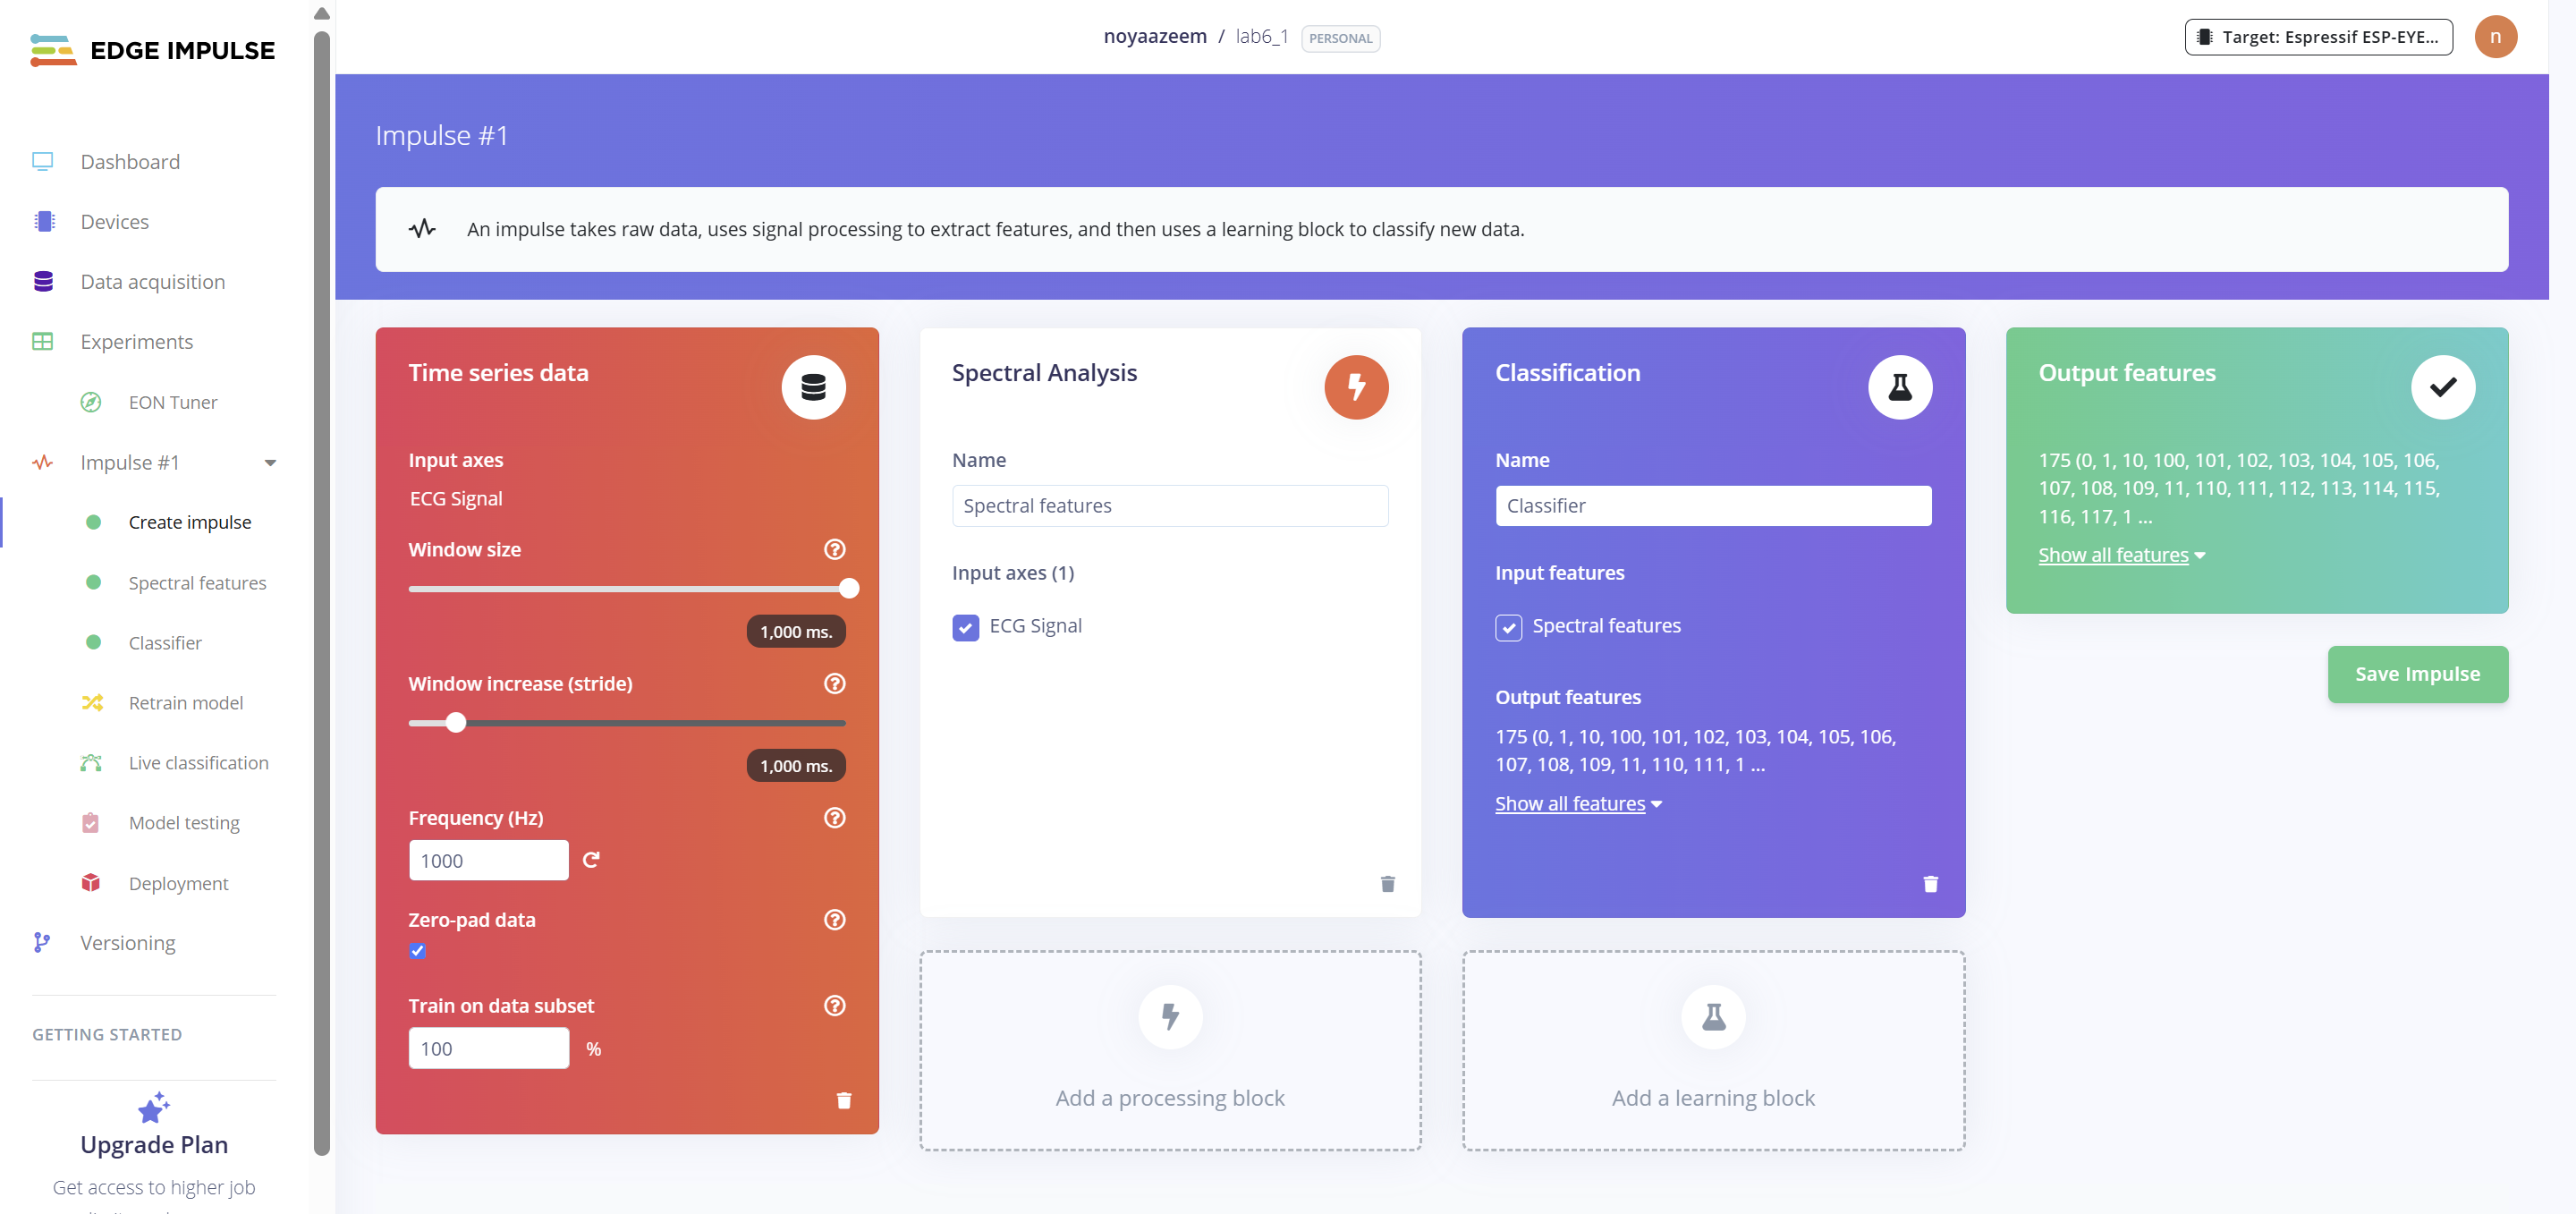 EDGE IMPULSE
noyaazeem / lab6_1 PERSONAL
Target: Espressif ESP-EYE...
n
Dashboard
Devices
Data acquisition
Experiments
EON Tuner
Impulse #1
Create impulse
Spectral features
Classifier
Retrain model
Live classification
Model testing
Deployment
Versioning
GETTING STARTED
Upgrade Plan
Get access to higher job
Impulse #1
An impulse takes raw data, uses signal processing to extract features, and then uses a learning block to classify new data.
Time series data
Input axes
ECG Signal
Window size
1,000 ms.
Window increase (stride)
1,000 ms.
Frequency (Hz)
1000
Zero-pad data
Train on data subset
100 %
Spectral Analysis
Name
Spectral features
Input axes (1)
ECG Signal
Add a processing block
Classification
Name
Classifier
Input features
Spectral features
Output features
175 (0, 1, 10, 100, 101, 102, 103, 104, 105, 106,
107, 108, 109, 11, 110, 111, 1 ...
Show all features
Add a learning block
Output features
175 (0, 1, 10, 100, 101, 102, 103, 104, 105, 106,
107, 108, 109, 11, 110, 111, 112, 113, 114, 115,
116, 117, 1 ...
Show all features
Save Impulse